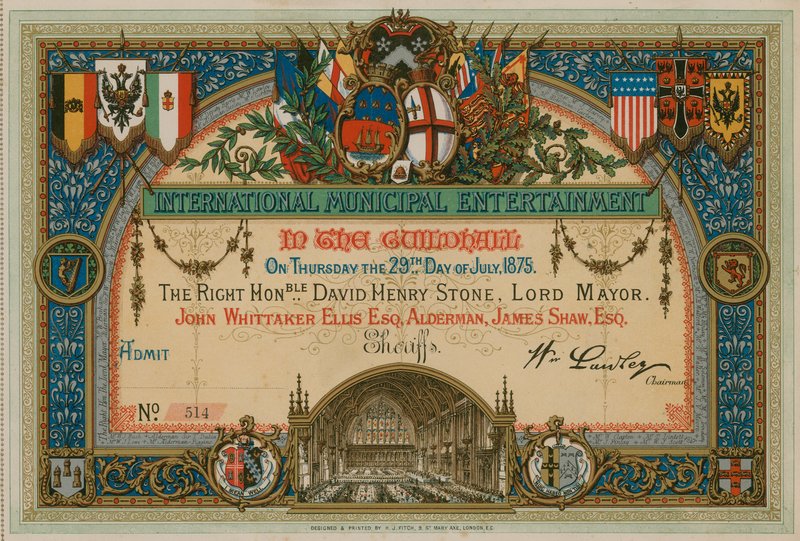 INTERNATIONAL MUNICIPAL ENTERTAINMENT
IN THE GUILDHALL
ON THURSDAY THE 29TH. DAY OF JULY, 1875.
THE RIGHT HONBLE. DAVID HENRY STONE, LORD MAYOR.
JOHN WHITTAKER ELLIS ESQ, ALDERMAN, JAMES SHAW, ESQ.
Sheriffs.
ADMIT
Wm Lawley
Chairman
No. 514
DESIGNED & PRINTED BY H. J. FITCH, 9, ST. MARY AXE, LONDON, E.C.